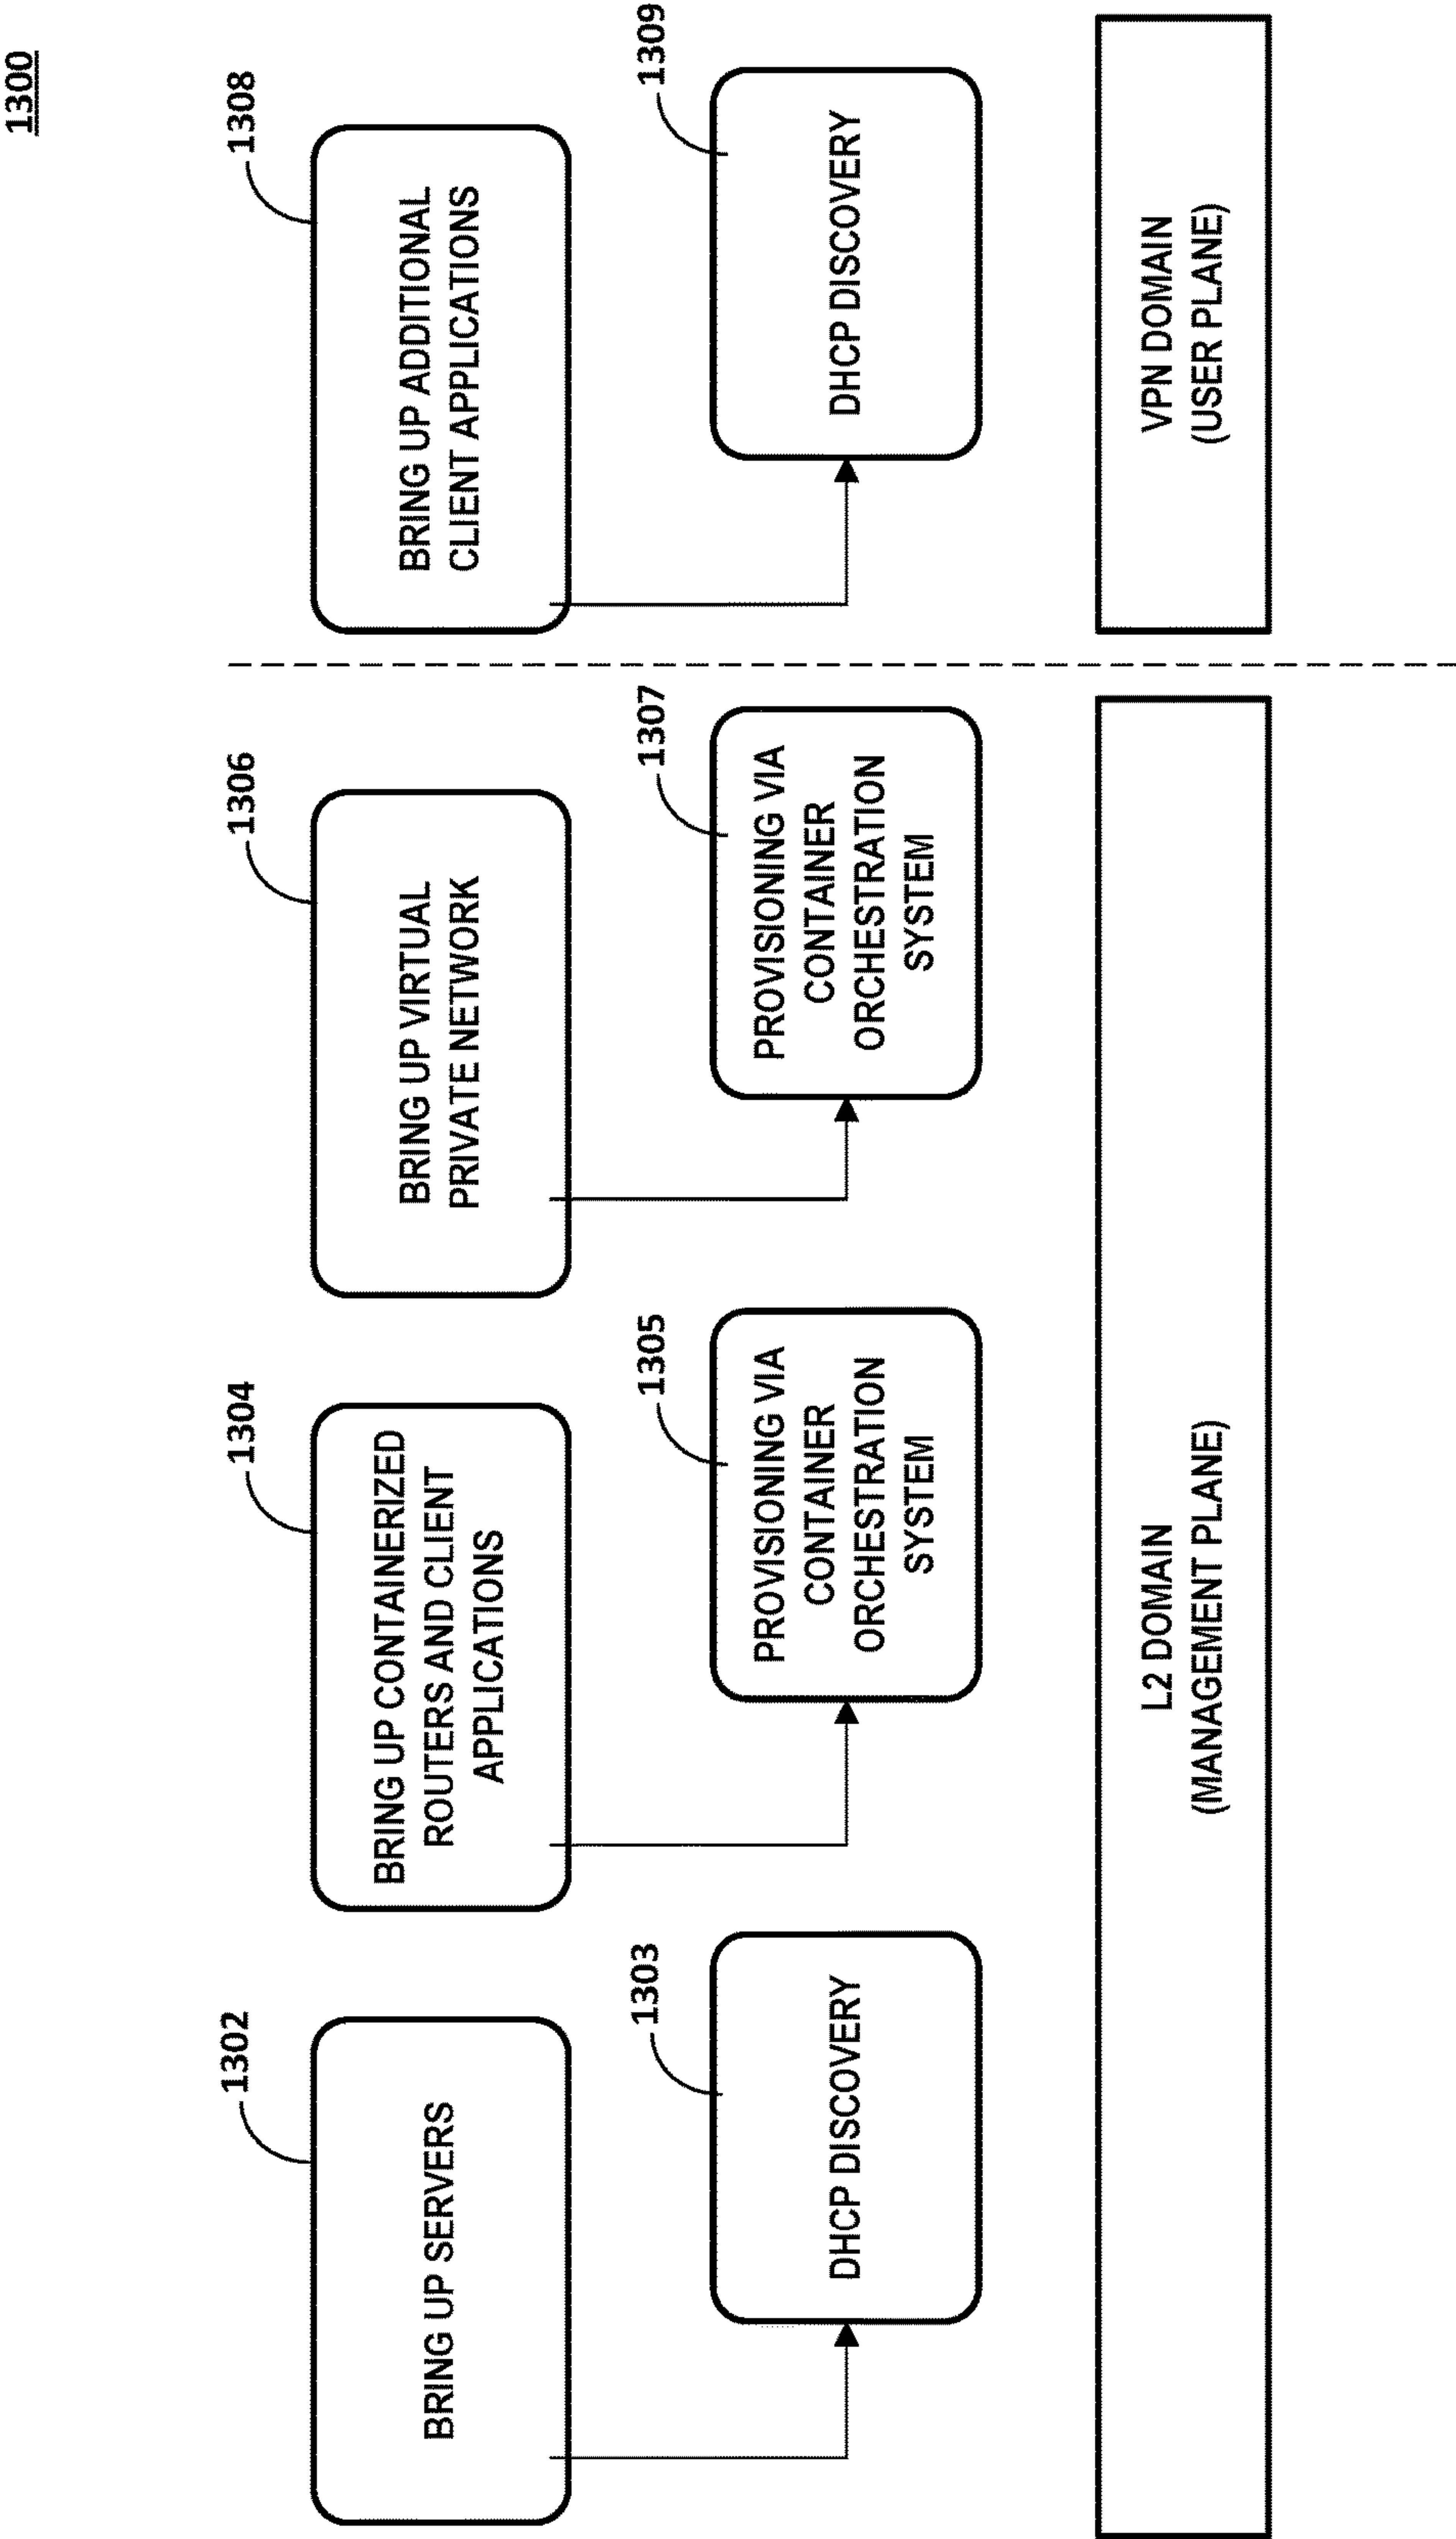 1300
1302
BRING UP SERVERS
1303
DHCP DISCOVERY
1304
BRING UP CONTAINERIZED
ROUTERS AND CLIENT
APPLICATIONS
1305
PROVISIONING VIA
CONTAINER
ORCHESTRATION
SYSTEM
1306
BRING UP VIRTUAL
PRIVATE NETWORK
1307
PROVISIONING VIA
CONTAINER
ORCHESTRATION
SYSTEM
1308
BRING UP ADDITIONAL
CLIENT APPLICATIONS
1309
DHCP DISCOVERY
L2 DOMAIN
(MANAGEMENT PLANE)
VPN DOMAIN
(USER PLANE)